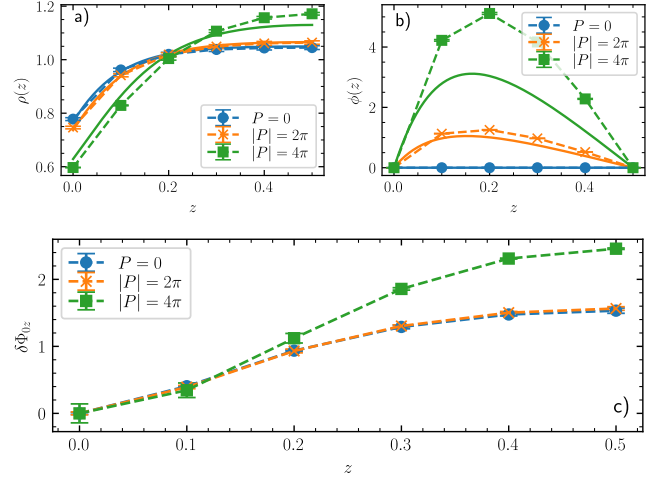 a)
1.2
1.0
0.8
0.6
ρ(z)
P = 0
|P| = 2π
|P| = 4π
0.0 0.2 0.4
z
b)
4
2
0
ϕ(z)
P = 0
|P| = 2π
|P| = 4π
0.0 0.2 0.4
z
P = 0
|P| = 2π
|P| = 4π
2
1
0
δΦ₀z
c)
0.0 0.1 0.2 0.3 0.4 0.5
z